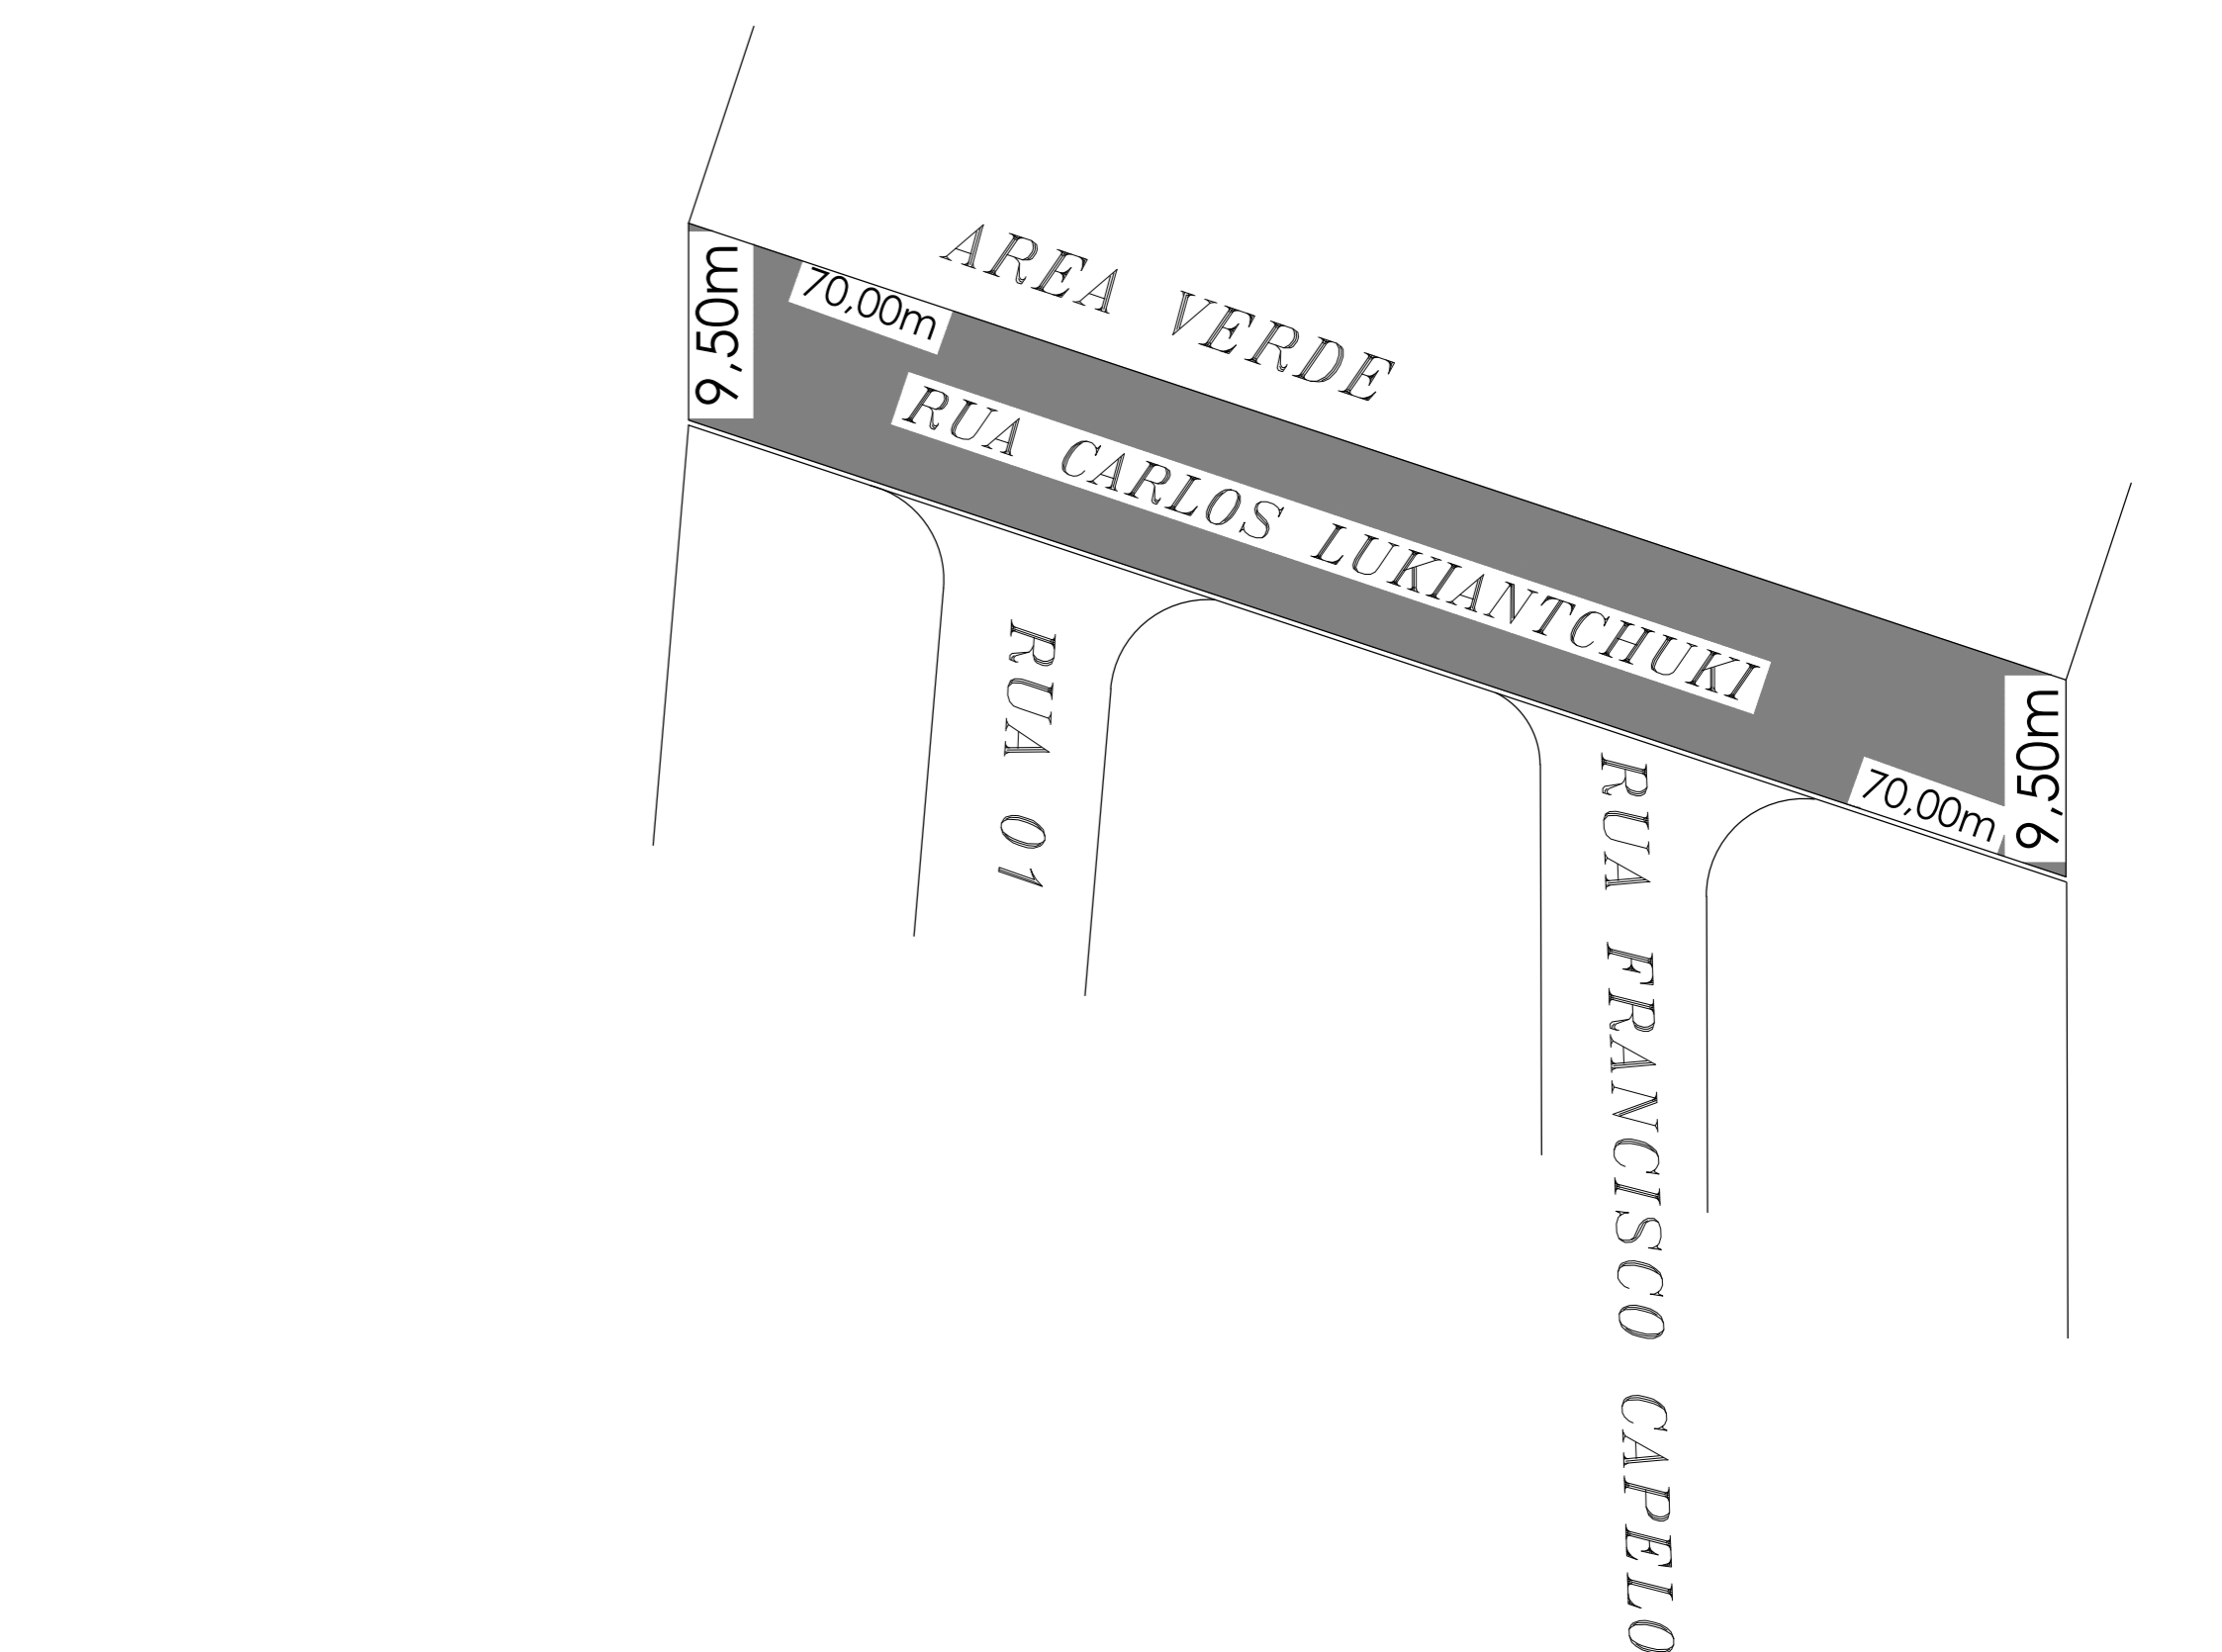 AREA VERDE
9,50m
70,00m
RUA CARLOS LUKIANTCHUKI
RUA 01
RUA FRANCISCO CAPELO
70,00m
9,50m